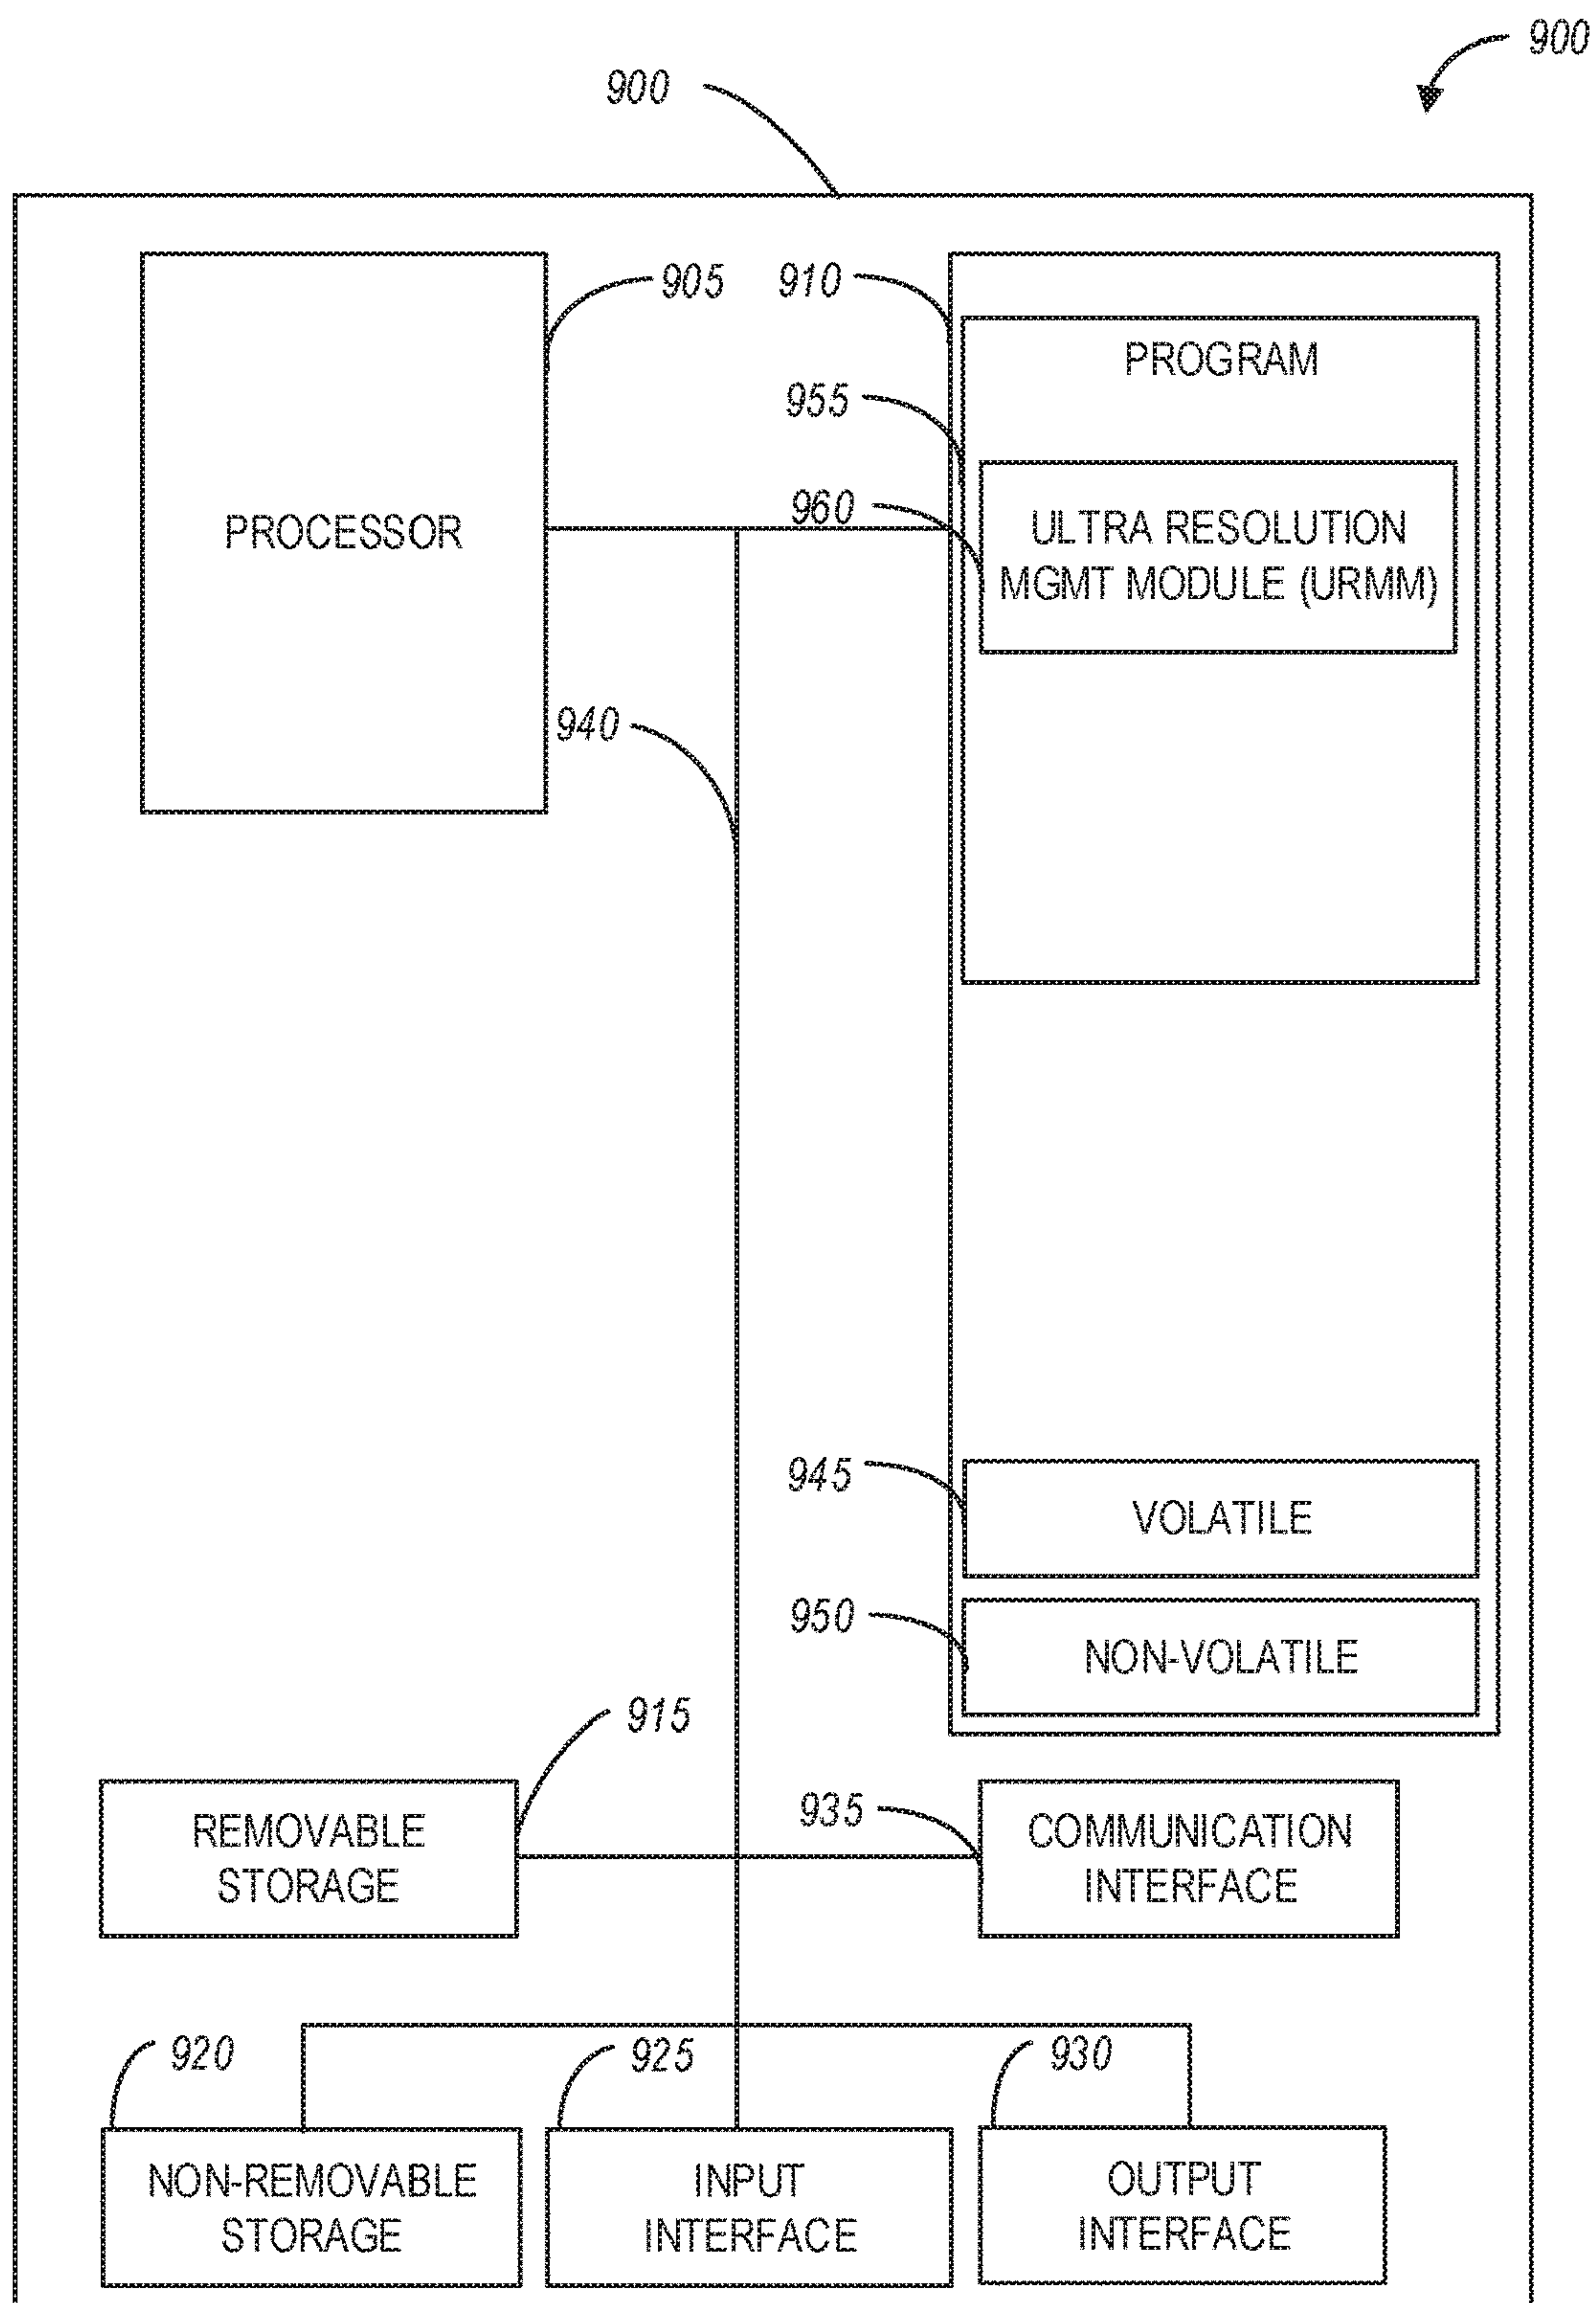 900
900
905
910
PROGRAM
955
960
PROCESSOR
ULTRA RESOLUTION
MGMT MODULE (URMM)
940
945
VOLATILE
950
NON-VOLATILE
915
REMOVABLE
STORAGE
935
COMMUNICATION
INTERFACE
920
925
930
NON-REMOVABLE
STORAGE
INPUT
INTERFACE
OUTPUT
INTERFACE